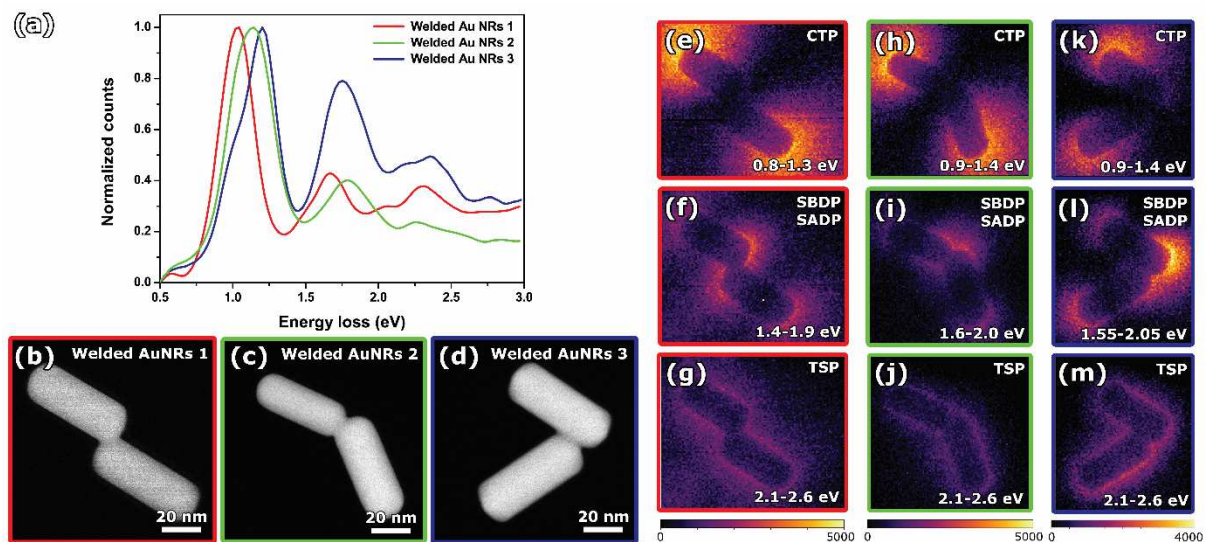 (a)
Welded Au NRs 1
Welded Au NRs 2
Welded Au NRs 3
Normalized counts
1.0
0.8
0.6
0.4
0.2
0.0
0.5
1.0
1.5
2.0
2.5
3.0
Energy loss (eV)
(b)
Welded AuNRs 1
20 nm
(c)
Welded AuNRs 2
20 nm
(d)
Welded AuNRs 3
20 nm
(e)
CTP
0.8-1.3 eV
(h)
CTP
0.9-1.4 eV
(k)
CTP
0.9-1.4 eV
(f)
SBDP
SADP
1.4-1.9 eV
(i)
SBDP
SADP
1.6-2.0 eV
(l)
SBDP
SADP
1.55-2.05 eV
(g)
TSP
2.1-2.6 eV
(j)
TSP
2.1-2.6 eV
(m)
TSP
2.1-2.6 eV
0
5000
0
5000
0
4000